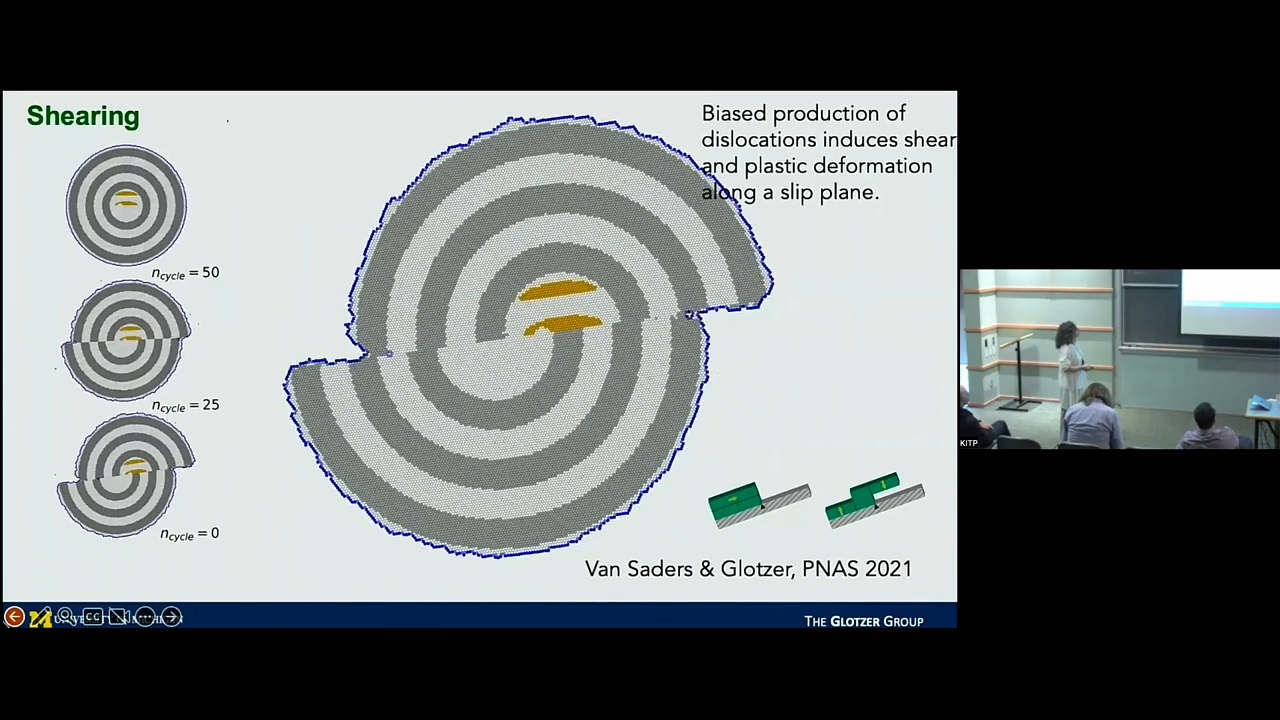 Shearing
Biased production of
dislocations induces shear
and plastic deformation
along a slip plane.
n_cycle = 50
n_cycle = 25
n_cycle = 0
Van Saders & Glotzer, PNAS 2021
CC
THE GLOTZER GROUP
KITP